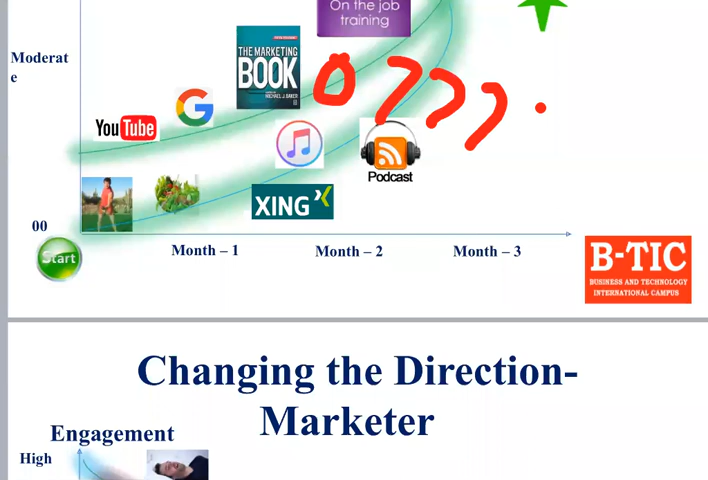 On the job
training
Moderat
e
THE MARKETING
BOOK
MICHAEL J. BAKER
Google G
YouTube
Podcast
XING
00
Start
Month – 1
Month – 2
Month – 3
B-TIC
BUSINESS AND TECHNOLOGY
INTERNATIONAL CAMPUS
Changing the Direction-
Marketer
Engagement
High